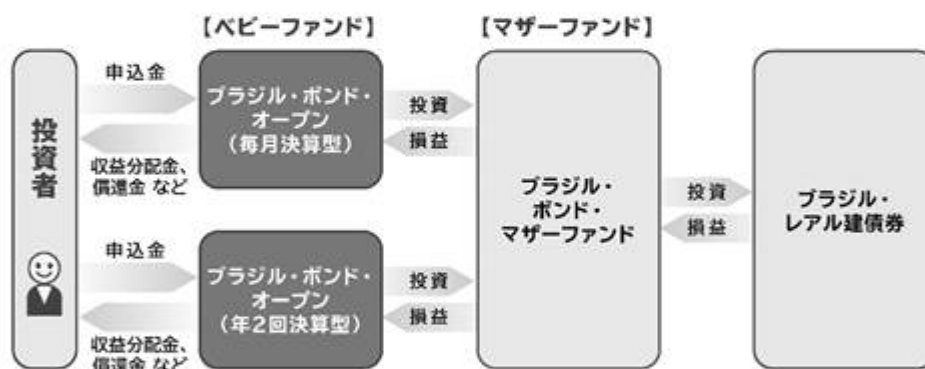 【ベビーファンド】
【マザーファンド】
投資者
申込金
収益分配金、
償還金 など
ブラジル・ボンド・
オープン
（毎月決算型）
投資
損益
申込金
収益分配金、
償還金 など
ブラジル・ボンド・
オープン
（年2回決算型）
投資
損益
ブラジル・
ボンド・
マザーファンド
投資
損益
ブラジル・
レアル建債券